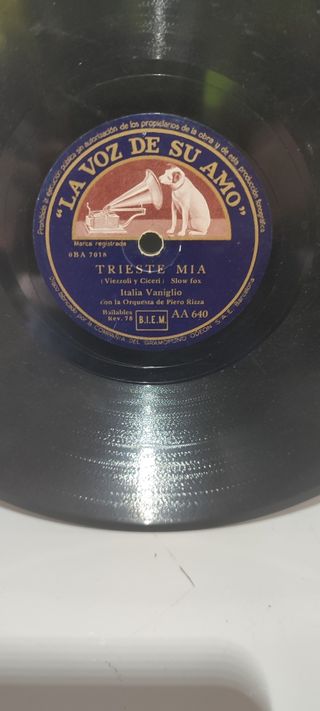 Prohibida la ejecución pública sin autorización de los propietarios de la obra y de esta producción fonográfica
"LA VOZ DE SU AMO"
Marca registrada
0BA 7018
TRIESTE MIA
(Viezzoli y Ciceri) Slow fox
Italia Vaniglio
con la Orquesta de Piero Rizza
Bailables
Rev. 78
B.I.E.M.
AA 640
Disco fabricado por la COMPAÑIA DEL GRAMOFONO ODEON S.A.E. Barcelona